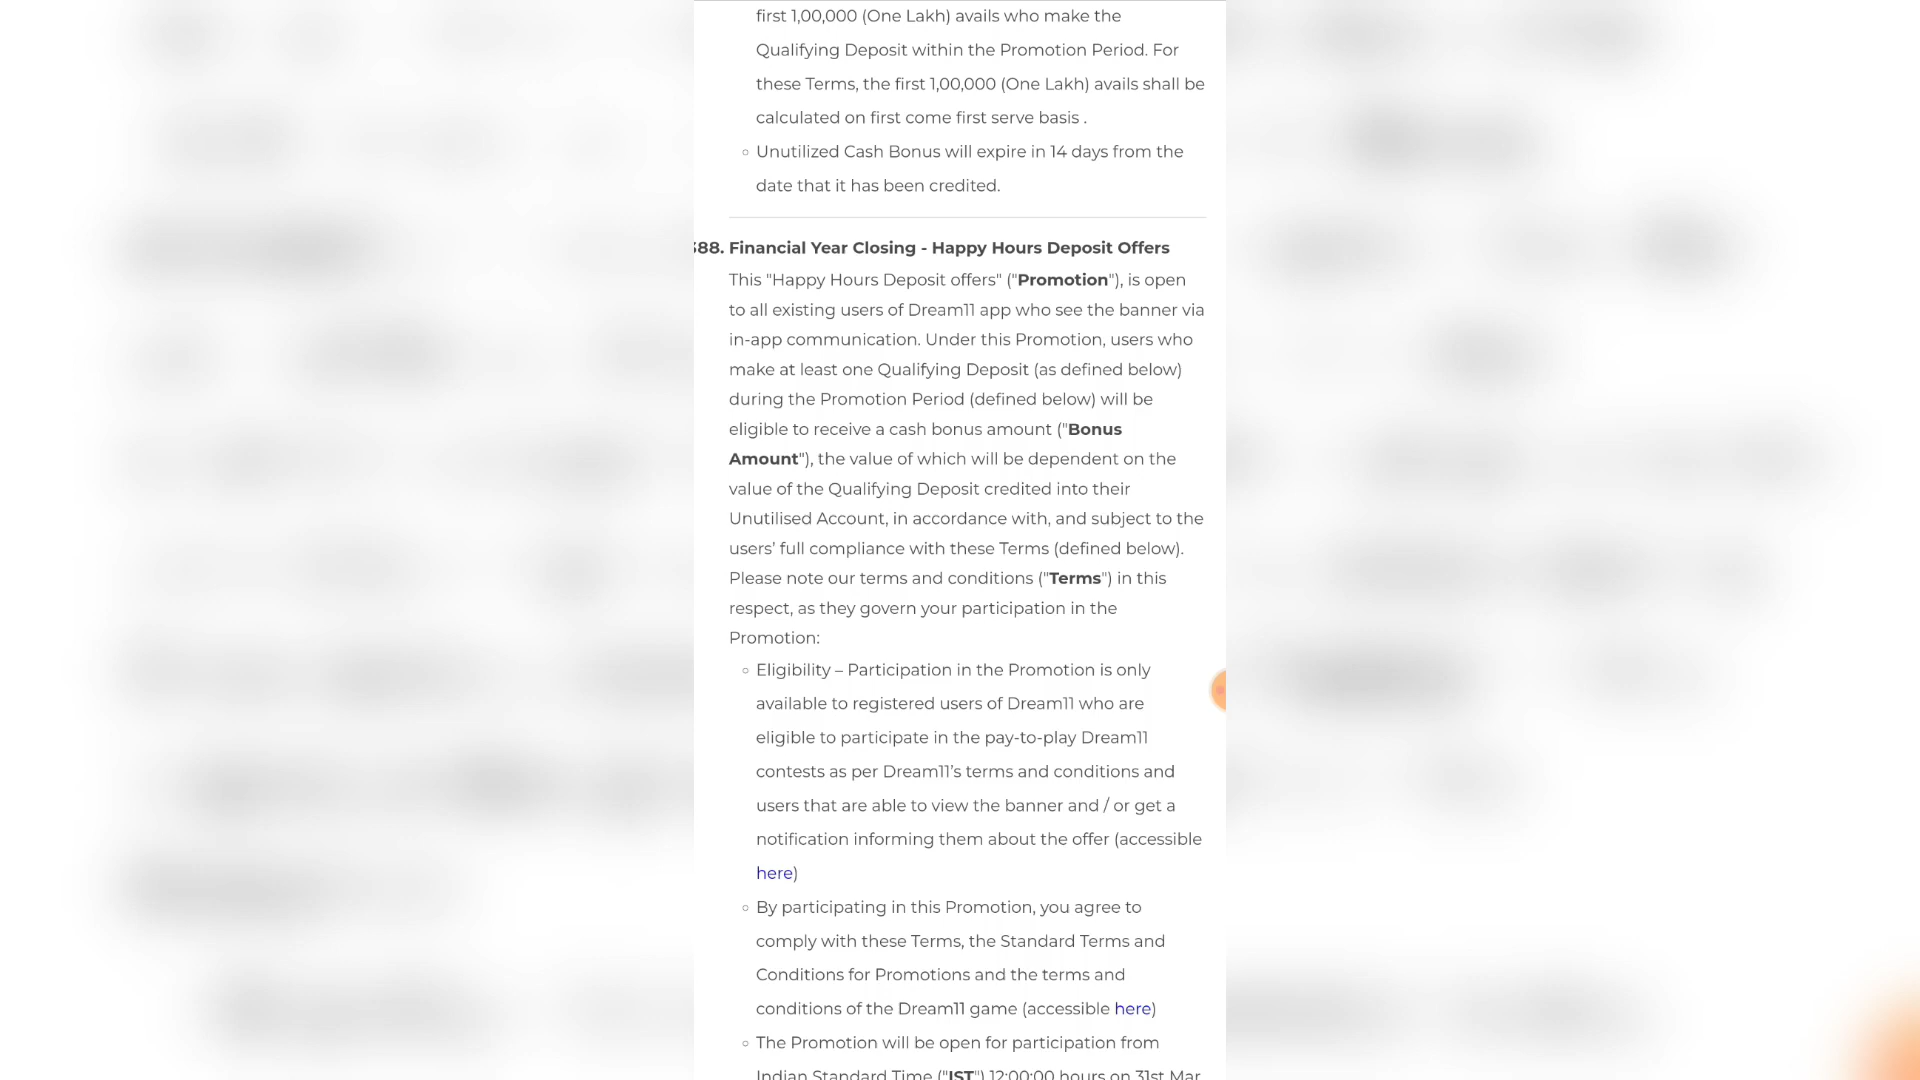 first 1,00,000 (One Lakh) avails who make the
Qualifying Deposit within the Promotion Period. For
these Terms, the first 1,00,000 (One Lakh) avails shall be
calculated on first come first serve basis .
Unutilized Cash Bonus will expire in 14 days from the
date that it has been credited.
88. Financial Year Closing - Happy Hours Deposit Offers
This "Happy Hours Deposit offers" ("Promotion"), is open
to all existing users of Dream11 app who see the banner via
in-app communication. Under this Promotion, users who
make at least one Qualifying Deposit (as defined below)
during the Promotion Period (defined below) will be
eligible to receive a cash bonus amount ("Bonus
Amount"), the value of which will be dependent on the
value of the Qualifying Deposit credited into their
Unutilised Account, in accordance with, and subject to the
users’ full compliance with these Terms (defined below).
Please note our terms and conditions ("Terms") in this
respect, as they govern your participation in the
Promotion:
Eligibility – Participation in the Promotion is only
available to registered users of Dream11 who are
eligible to participate in the pay-to-play Dream11
contests as per Dream11’s terms and conditions and
users that are able to view the banner and / or get a
notification informing them about the offer (accessible
here)
By participating in this Promotion, you agree to
comply with these Terms, the Standard Terms and
Conditions for Promotions and the terms and
conditions of the Dream11 game (accessible here)
The Promotion will be open for participation from
Indian Standard Time ("IST") 12:00:00 hours on 31st Mar